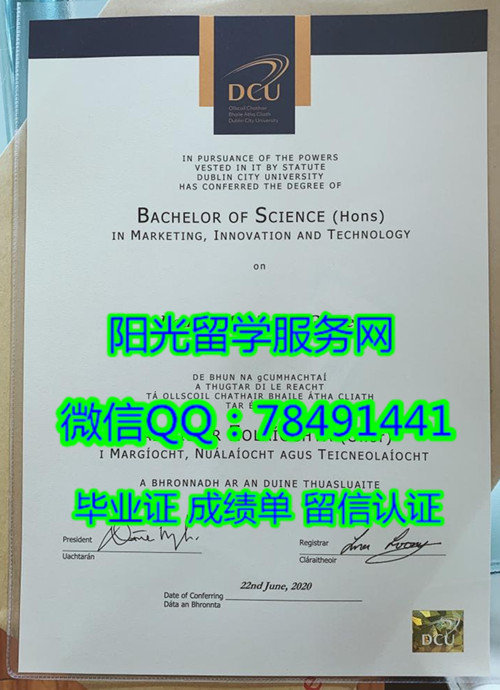 DCU
Ollscoil Chathair
Bhaile Átha Cliath
Dublin City University
IN PURSUANCE OF THE POWERS
VESTED IN IT BY STATUTE
DUBLIN CITY UNIVERSITY
HAS CONFERRED THE DEGREE OF
BACHELOR OF SCIENCE (Hons)
IN MARKETING, INNOVATION AND TECHNOLOGY
on
阳光留学服务网
DE BHUN NA gCUMHACHTAÍ
A THUGTAR DI LE REACHT
TÁ OLLSCOIL CHATHAIR BHAILE ÁTHA CLIATH
TAR
微信QQ：78491441
I MARGÍOCHT, NUÁLAÍOCHT AGUS TEICNEOLAÍOCHT
A BHRONNADH AR AN DUINE THUASLUAITE
毕业证 成绩单 留信认证
President
Uachtarán
Registrar
Cláraitheoir
22nd June, 2020
Date of Conferring
Dáta an Bhronnta
DCU